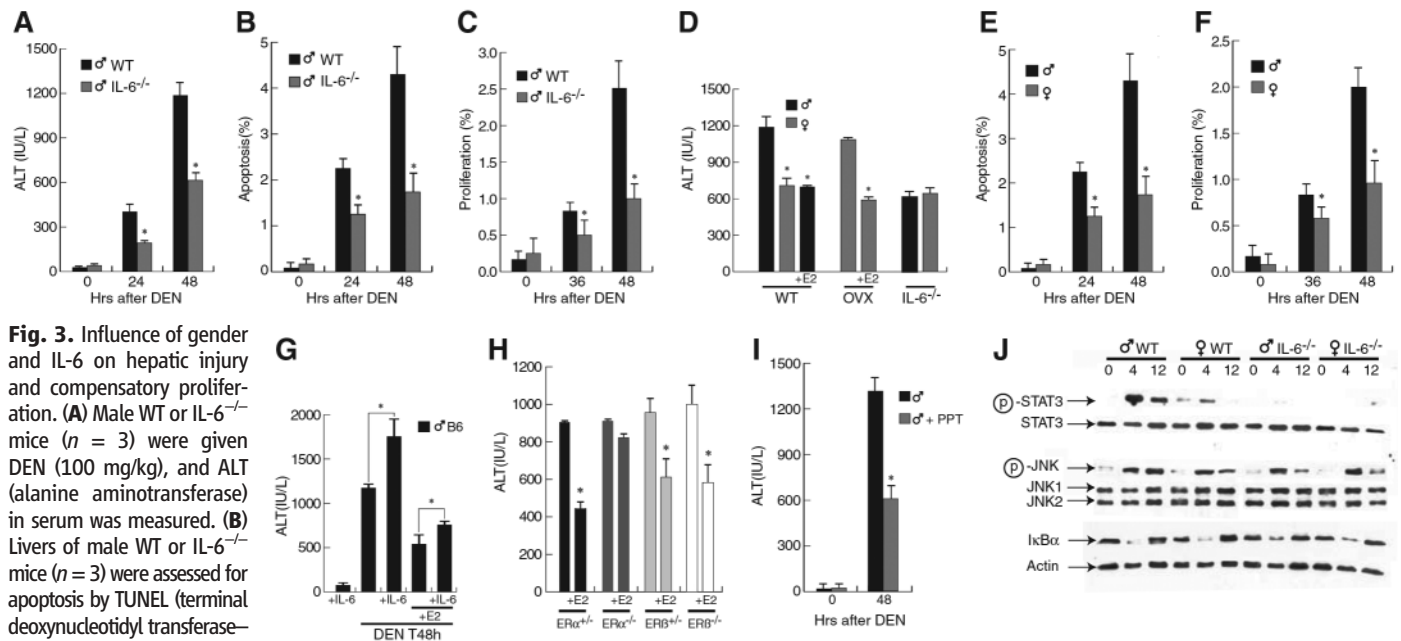 A
1500
1200
900
600
300
0
ALT (IU/L)
♂ WT
♂ IL-6-/-
*
*
0 24 48
Hrs after DEN
B
5
4
3
2
1
0
Apoptosis(%)
♂ WT
♂ IL-6-/-
*
*
0 24 48
Hrs after DEN
C
3.0
2.5
2.0
1.5
1.0
0.5
0.0
Proliferation (%)
♂ WT
♂ IL-6-/-
*
*
0 36 48
Hrs after DEN
D
1500
1200
900
600
300
0
ALT (IU/L)
♂
♀
* *
*
+E2 +E2
WT OVX IL-6-/-
E
5
4
3
2
1
0
Apoptosis(%)
♂
♀
*
*
0 24 48
Hrs after DEN
F
2.5
2.0
1.5
1.0
0.5
0.0
Proliferation (%)
♂
♀
*
*
0 36 48
Hrs after DEN
Fig. 3. Influence of gender
and IL-6 on hepatic injury
and compensatory prolifer-
ation. (A) Male WT or IL-6−/−
mice (n = 3) were given
DEN (100 mg/kg), and ALT
(alanine aminotransferase)
in serum was measured. (B)
Livers of male WT or IL-6−/−
mice (n = 3) were assessed for
apoptosis by TUNEL (terminal
deoxynucleotidyl transferase–
G
2000
1500
1000
500
0
ALT(IU/L)
♂ B6
*
*
+IL-6 +IL-6 +IL-6
+E2
DEN T48h
H
1200
1000
800
600
400
200
0
ALT(IU/L)
*
*
*
+E2 +E2 +E2 +E2
ERα+/- ERα-/- ERß+/- ERß-/-
I
1500
1200
900
600
300
0
ALT(IU/L)
♂
♂ + PPT
*
0 48
Hrs after DEN
J
♂ WT ♀ WT ♂ IL-6-/- ♀ IL-6-/-
0 4 12 0 4 12 0 4 12 0 4 12
P-STAT3
STAT3
P-JNK
JNK1
JNK2
IκBα
Actin